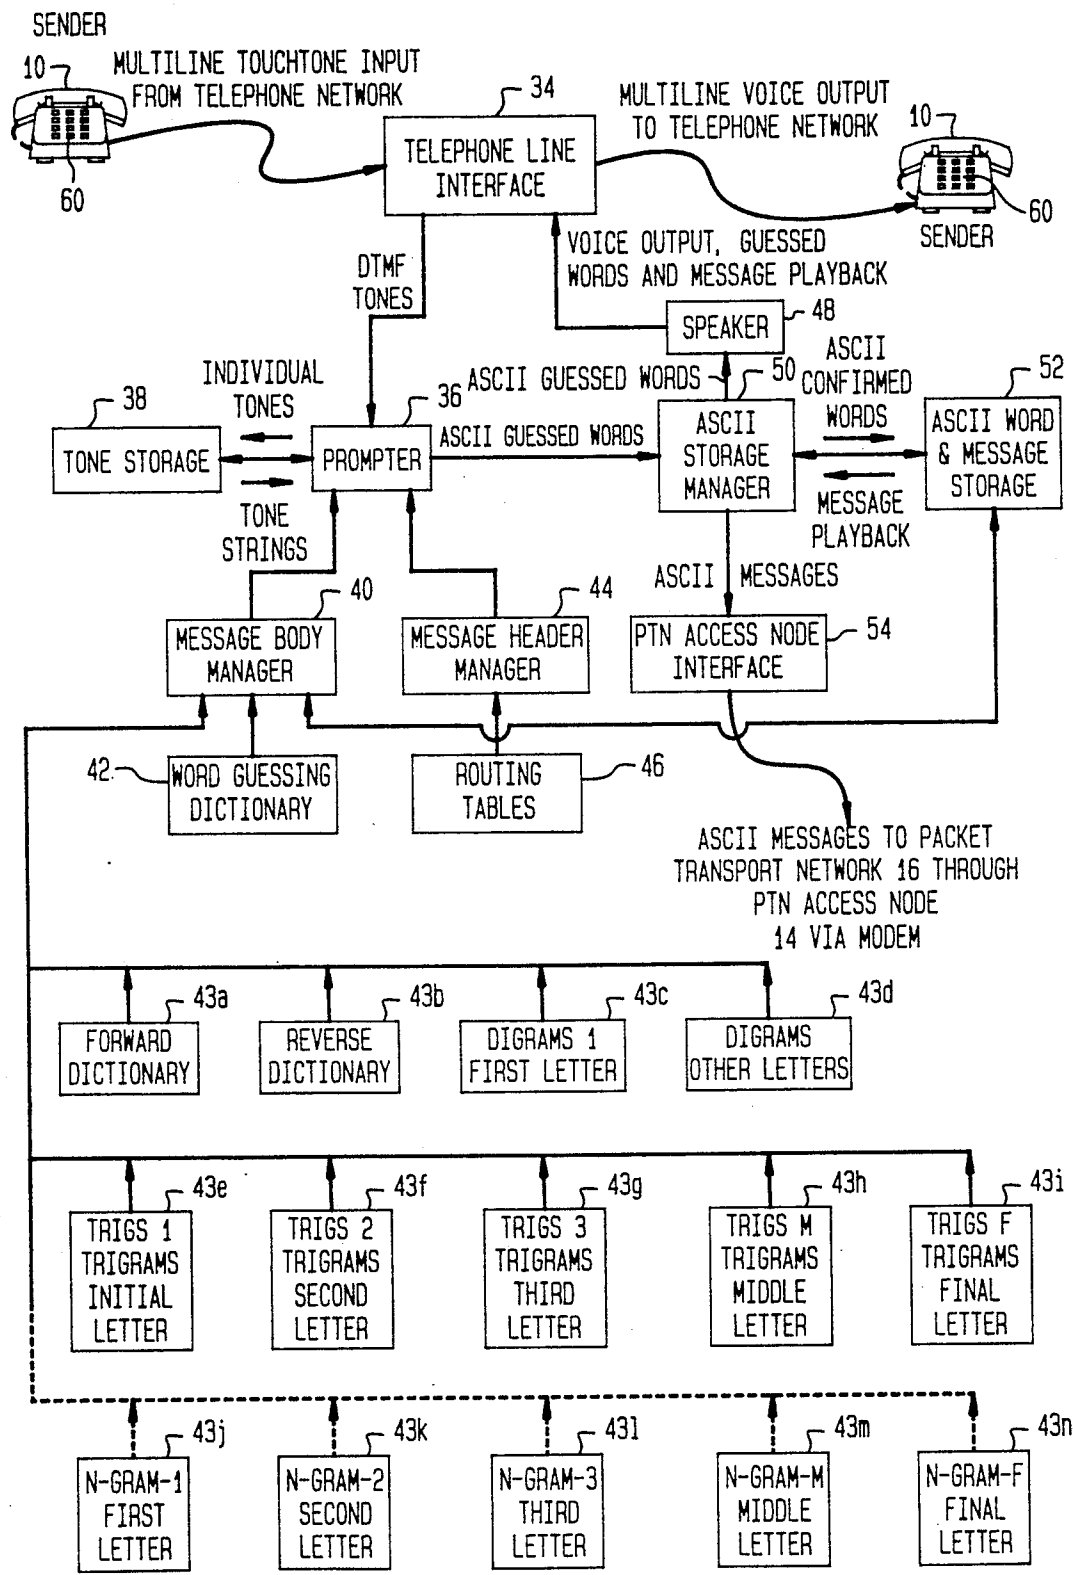 SENDER
10
MULTILINE TOUCHTONE INPUT
FROM TELEPHONE NETWORK
60
34
TELEPHONE LINE
INTERFACE
MULTILINE VOICE OUTPUT
TO TELEPHONE NETWORK
10
60
SENDER
DTMF
TONES
VOICE OUTPUT, GUESSED
WORDS AND MESSAGE PLAYBACK
SPEAKER
48
ASCII GUESSED WORDS
50
ASCII
CONFIRMED
WORDS
52
38
INDIVIDUAL
TONES
36
TONE STORAGE
PROMPTER
ASCII GUESSED WORDS
ASCII
STORAGE
MANAGER
ASCII WORD
& MESSAGE
STORAGE
TONE
STRINGS
MESSAGE
PLAYBACK
ASCII MESSAGES
40
MESSAGE BODY
MANAGER
44
MESSAGE HEADER
MANAGER
PTN ACCESS NODE
INTERFACE
54
42
WORD GUESSING
DICTIONARY
ROUTING
TABLES
46
ASCII MESSAGES TO PACKET
TRANSPORT NETWORK 16 THROUGH
PTN ACCESS NODE
14 VIA MODEM
43a
FORWARD
DICTIONARY
43b
REVERSE
DICTIONARY
43c
DIGRAMS 1
FIRST LETTER
43d
DIGRAMS
OTHER LETTERS
43e
TRIGS 1
TRIGRAMS
INITIAL
LETTER
43f
TRIGS 2
TRIGRAMS
SECOND
LETTER
43g
TRIGS 3
TRIGRAMS
THIRD
LETTER
43h
TRIGS M
TRIGRAMS
MIDDLE
LETTER
43i
TRIGS F
TRIGRAMS
FINAL
LETTER
43j
N-GRAM-1
FIRST
LETTER
43k
N-GRAM-2
SECOND
LETTER
43l
N-GRAM-3
THIRD
LETTER
43m
N-GRAM-M
MIDDLE
LETTER
43n
N-GRAM-F
FINAL
LETTER